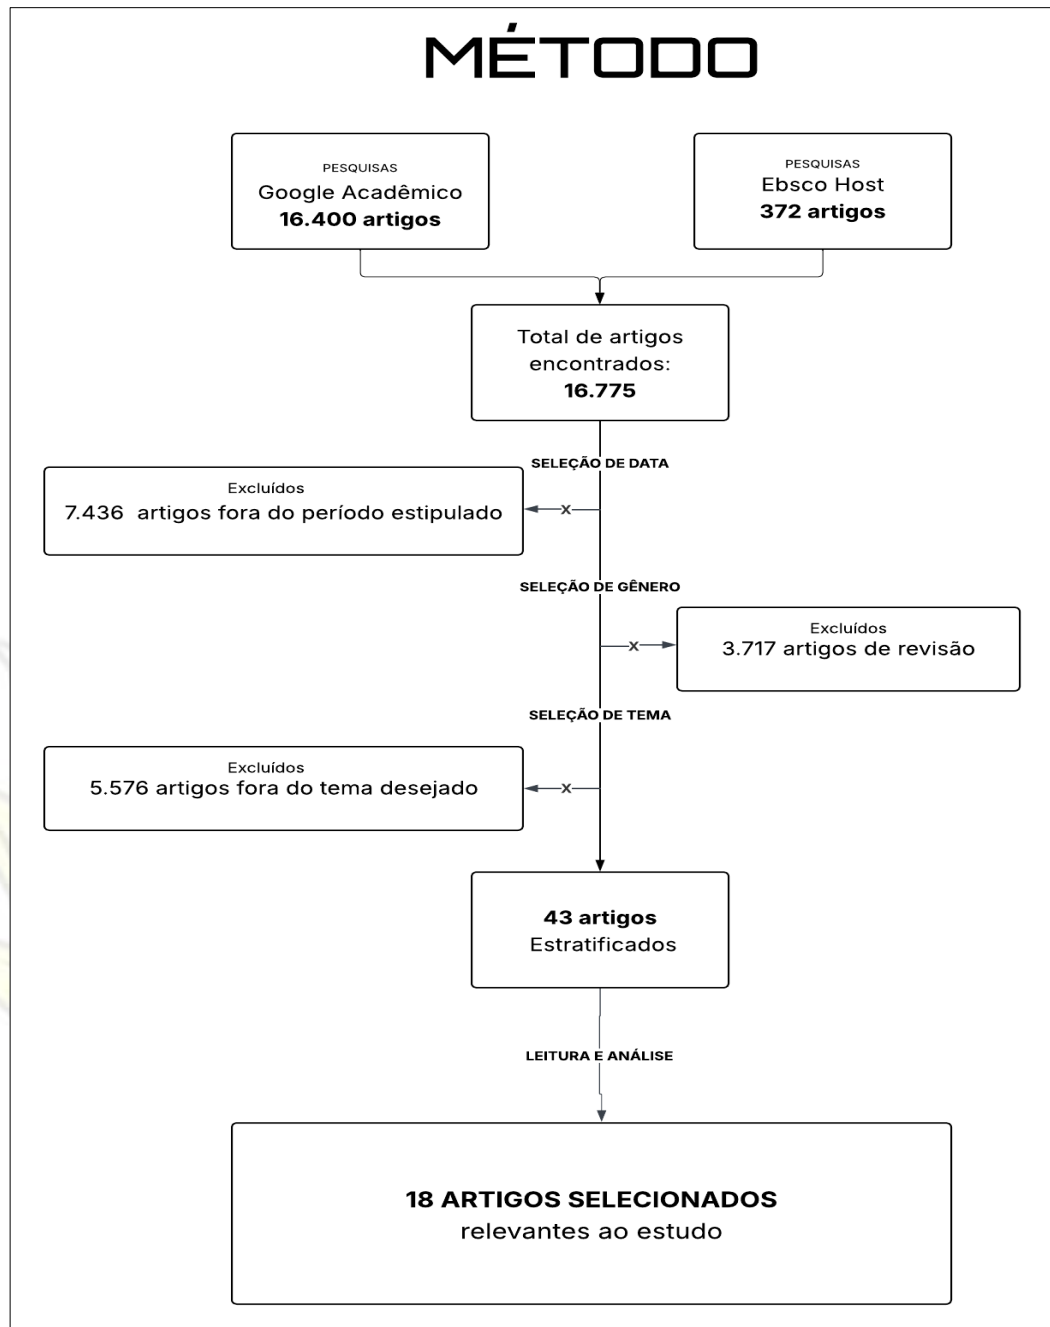 MÉTODO
PESQUISAS
Google Acadêmico
16.400 artigos
PESQUISAS
Ebsco Host
372 artigos
Total de artigos
encontrados:
16.775
SELEÇÃO DE DATA
Excluídos
7.436 artigos fora do período estipulado
X
SELEÇÃO DE GÊNERO
Excluídos
X
3.717 artigos de revisão
SELEÇÃO DE TEMA
Excluídos
5.576 artigos fora do tema desejado
X
43 artigos
Estratificados
LEITURA E ANÁLISE
18 ARTIGOS SELECIONADOS
relevantes ao estudo